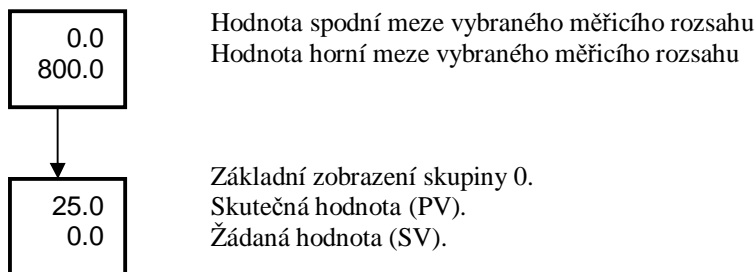 0.0
800.0
Hodnota spodní meze vybraného měřicího rozsahu
Hodnota horní meze vybraného měřicího rozsahu
25.0
0.0
Základní zobrazení skupiny 0.
Skutečná hodnota (PV).
Žádaná hodnota (SV).